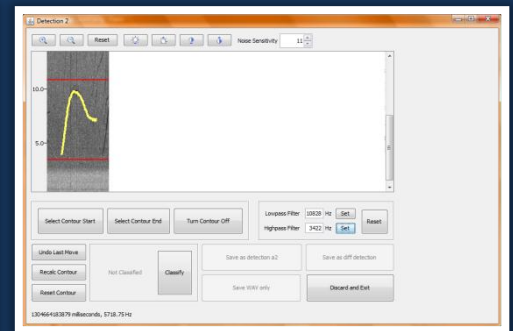 Detection 2
Reset
Noise Sensitivity
11
10.0
5.0
Select Contour Start
Select Contour End
Turn Contour Off
Lowpass Filter 10828 Hz Set
Highpass Filter 3422 Hz Set
Reset
Undo Last Move
Recalc Contour
Reset Contour
Not Classified
Classify
Save as detection a2
Save as diff detection
Save WAV only
Discard and Exit
1304664183879 milliseconds, 5718.75 Hz